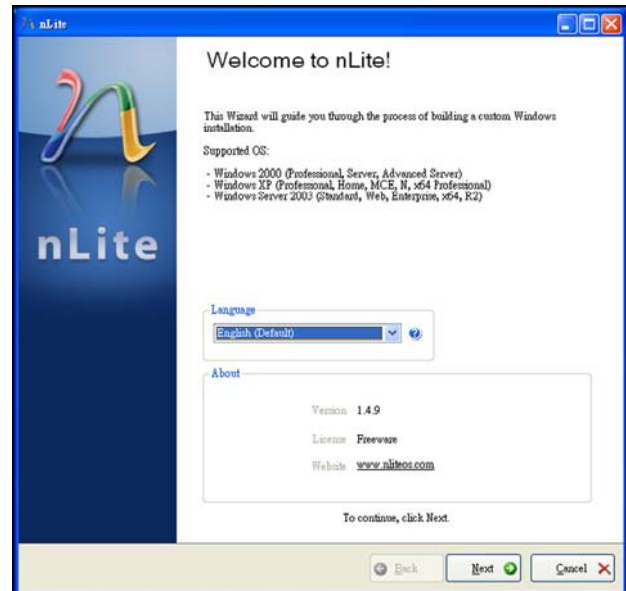 nLite
Welcome to nLite!
This Wizard will guide you through the process of building a custom Windows
installation.
Supported OS:
- Windows 2000 (Professional, Server, Advanced Server)
- Windows XP (Professional, Home, MCE, N, x64 Professional)
- Windows Server 2003 (Standard, Web, Enterprise, x64, R2)
nLite
Language
English (Default)
About
Version 1.4.9
License Freeware
Website www.nliteos.com
To continue, click Next.
Back Next Cancel